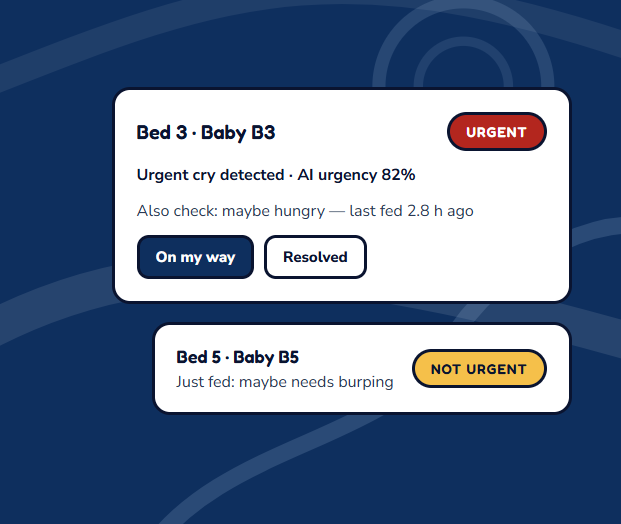 Bed 3 · Baby B3
URGENT
Urgent cry detected · AI urgency 82%
Also check: maybe hungry — last fed 2.8 h ago
On my way
Resolved
Bed 5 · Baby B5
Just fed: maybe needs burping
NOT URGENT